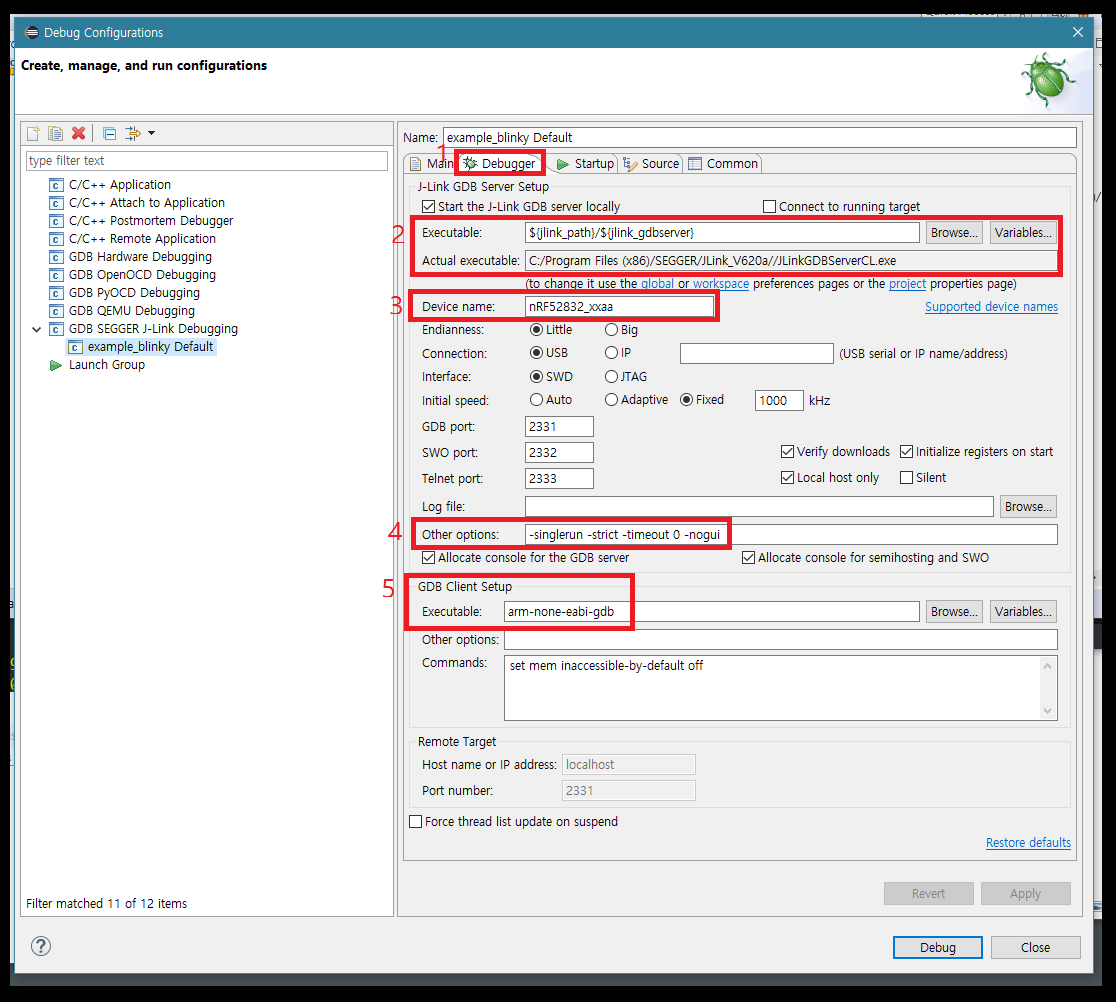 Debug Configurations
Create, manage, and run configurations
type filter text
C/C++ Application
C/C++ Attach to Application
C/C++ Postmortem Debugger
C/C++ Remote Application
GDB Hardware Debugging
GDB OpenOCD Debugging
GDB PyOCD Debugging
GDB QEMU Debugging
GDB SEGGER J-Link Debugging
example_blinky Default
Launch Group
Filter matched 11 of 12 items
Name: example_blinky Default
1
Main Debugger Startup Source Common
J-Link GDB Server Setup
Start the J-Link GDB server locally Connect to running target
2 Executable: ${jlink_path}/${jlink_gdbserver} Browse... Variables...
Actual executable: C:/Program Files (x86)/SEGGER/JLink_V620a//JLinkGDBServerCL.exe
(to change it use the global or workspace preferences pages or the project properties page)
3 Device name: nRF52832_xxaa Supported device names
Endianness: Little Big
Connection: USB IP (USB serial or IP name/address)
Interface: SWD JTAG
Initial speed: Auto Adaptive Fixed 1000 kHz
GDB port: 2331
SWO port: 2332 Verify downloads Initialize registers on start
Telnet port: 2333 Local host only Silent
Log file: Browse...
4 Other options: -singlerun -strict -timeout 0 -nogui
Allocate console for the GDB server Allocate console for semihosting and SWO
5 GDB Client Setup
Executable: arm-none-eabi-gdb Browse... Variables...
Other options:
Commands: set mem inaccessible-by-default off
Remote Target
Host name or IP address: localhost
Port number: 2331
Force thread list update on suspend
Restore defaults
Revert Apply
Debug Close